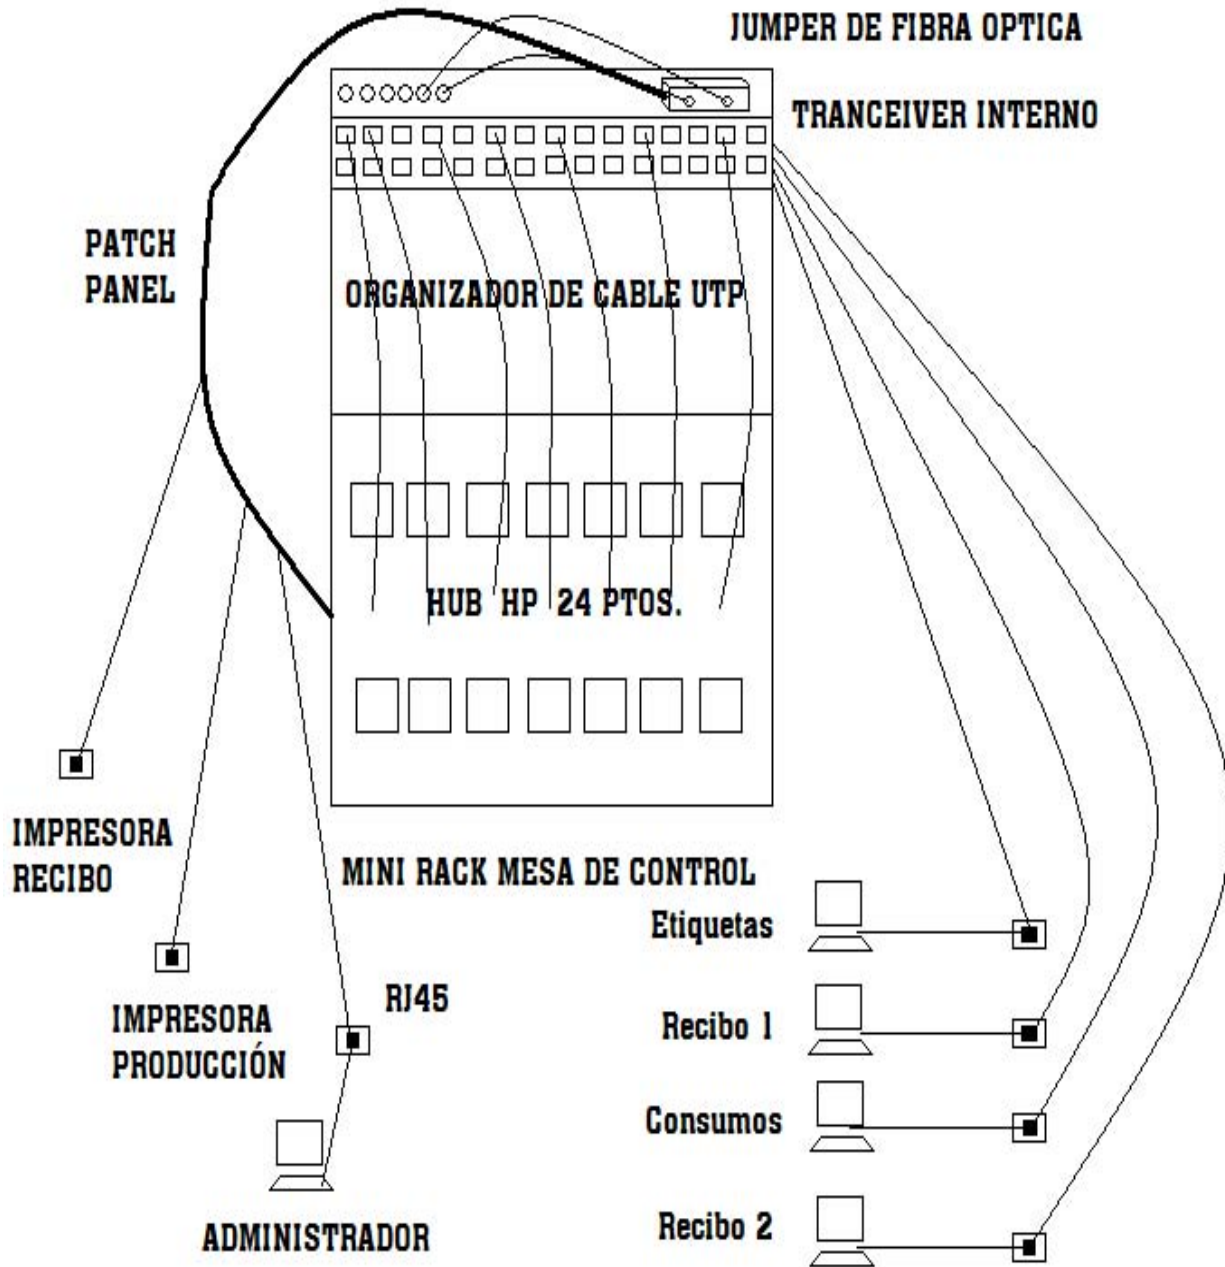 JUMPER DE FIBRA OPTICA
TRANCEIVER INTERNO
PATCH
PANEL
ORGANIZADOR DE CABLE UTP
HUB HP 24 PTOS.
IMPRESORA
RECIBO
MINI RACK MESA DE CONTROL
Etiquetas
RJ45
IMPRESORA
PRODUCCIÓN
Recibo 1
Consumos
ADMINISTRADOR
Recibo 2